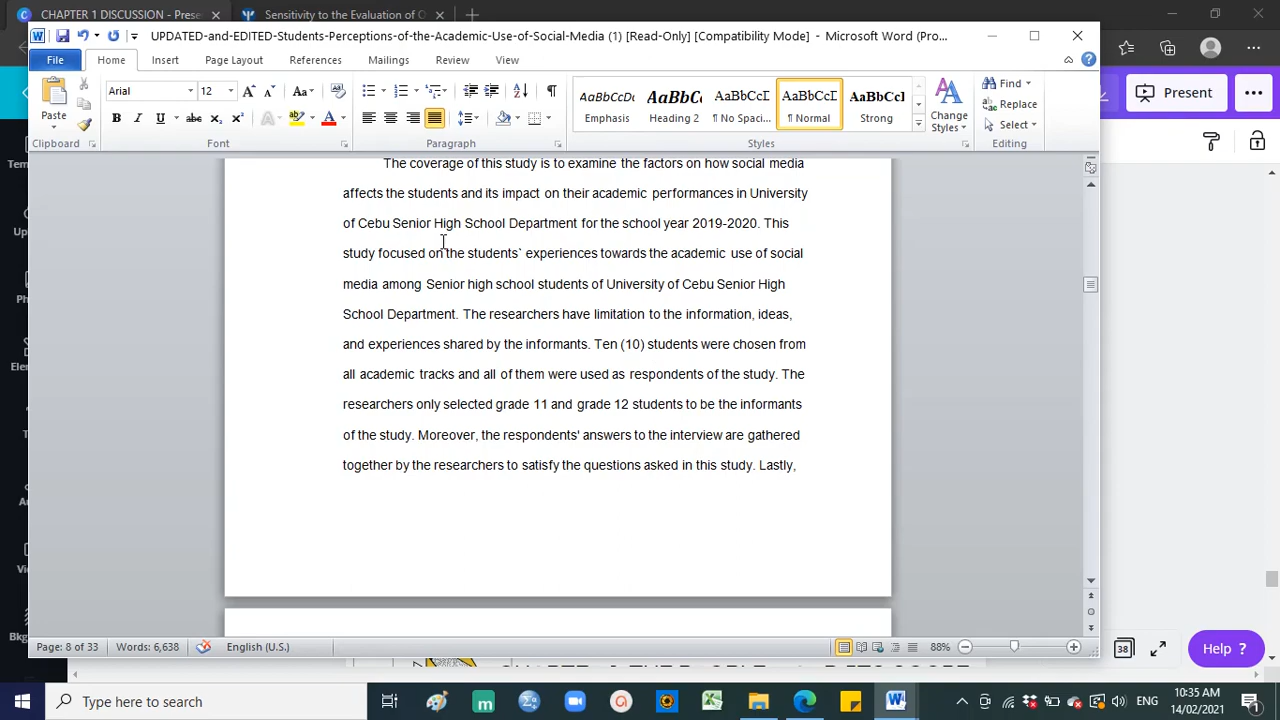 CHAPTER 1 DISCUSSION - Prese
Sensitivity to the Evaluation of O
UPDATED-and-EDITED-Students-Perceptions-of-the-Academic-Use-of-Social-Media (1) [Read-Only] [Compatibility Mode] - Microsoft Word (Pro...
File Home Insert Page Layout References Mailings Review View
Arial 12
Paste
Clipboard Font Paragraph Styles Editing
AaBbCcDc AaBbC AaBbCcI AaBbCcI AaBbCcl
Emphasis Heading 2 ¶ No Spaci... ¶ Normal Strong
Change Styles
Find
Replace
Select
Present
The coverage of this study is to examine the factors on how social media
affects the students and its impact on their academic performances in University
of Cebu Senior High School Department for the school year 2019-2020. This
study focused on the students` experiences towards the academic use of social
media among Senior high school students of University of Cebu Senior High
School Department. The researchers have limitation to the information, ideas,
and experiences shared by the informants. Ten (10) students were chosen from
all academic tracks and all of them were used as respondents of the study. The
researchers only selected grade 11 and grade 12 students to be the informants
of the study. Moreover, the respondents' answers to the interview are gathered
together by the researchers to satisfy the questions asked in this study. Lastly,
Page: 8 of 33 Words: 6,638 English (U.S.) 88%
38
Help ?
Type here to search
ENG
10:35 AM
14/02/2021